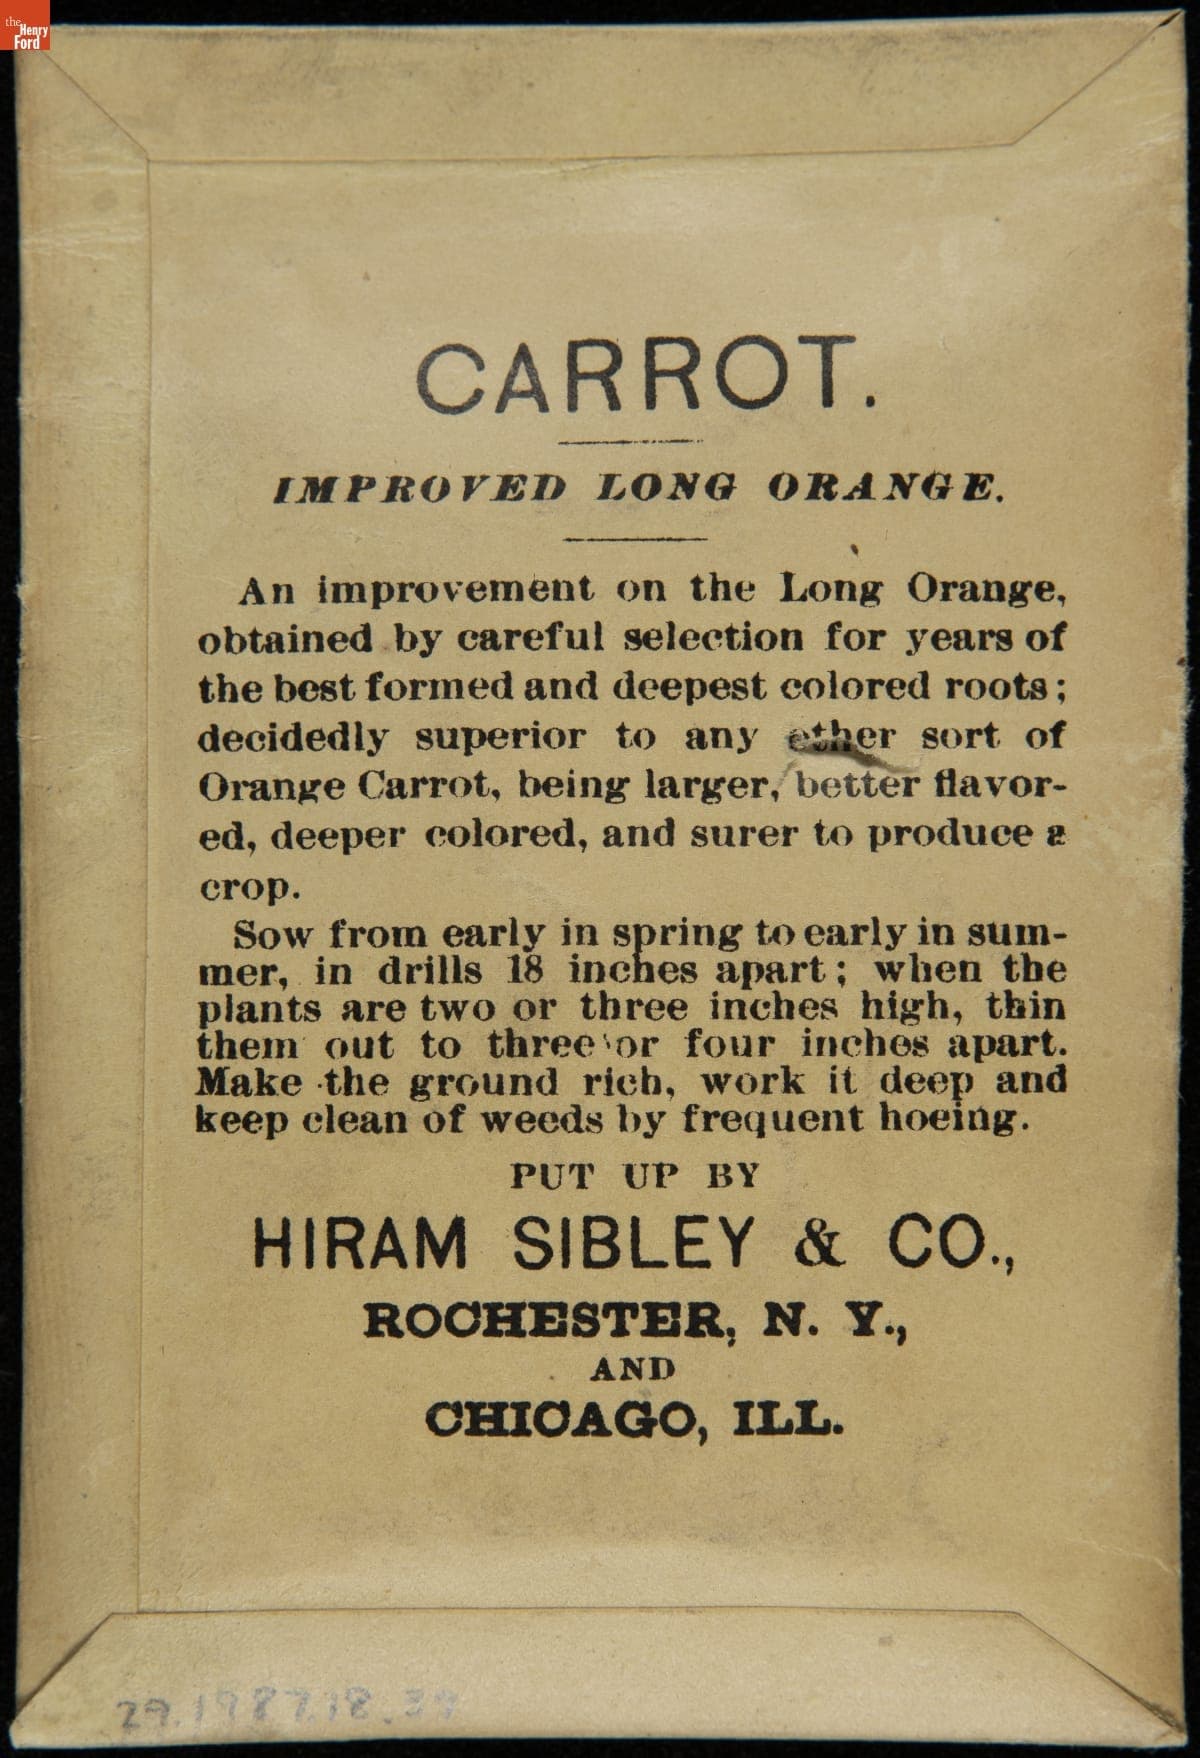 the
Henry
Ford
CARROT.
IMPROVED LONG ORANGE.
An improvement on the Long Orange,
obtained by careful selection for years of
the best formed and deepest colored roots;
decidedly superior to any other sort of
Orange Carrot, being larger, better flavor-
ed, deeper colored, and surer to produce a
crop.
Sow from early in spring to early in sum-
mer, in drills 18 inches apart; when the
plants are two or three inches high, thin
them out to three or four inches apart.
Make the ground rich, work it deep and
keep clean of weeds by frequent hoeing.
PUT UP BY
HIRAM SIBLEY & CO.,
ROCHESTER, N. Y.,
AND
CHICAGO, ILL.
29.1987.18.39